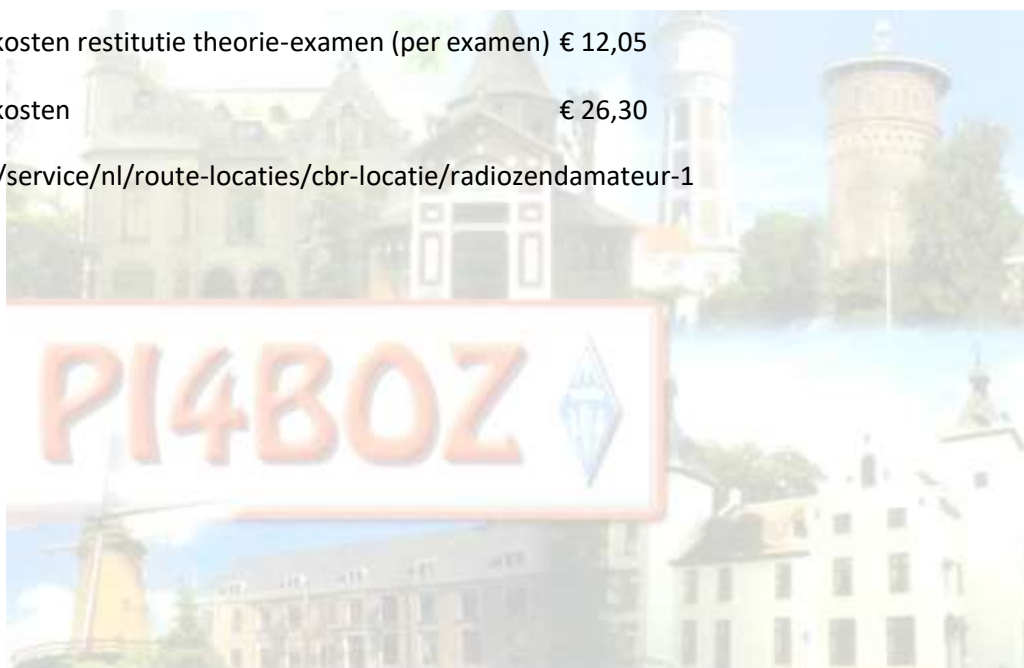 kosten restitutie theorie-examen (per examen) € 12,05
kosten € 26,30
/service/nl/route-locaties/cbr-locatie/radiozendamateur-1
PI4BOZ